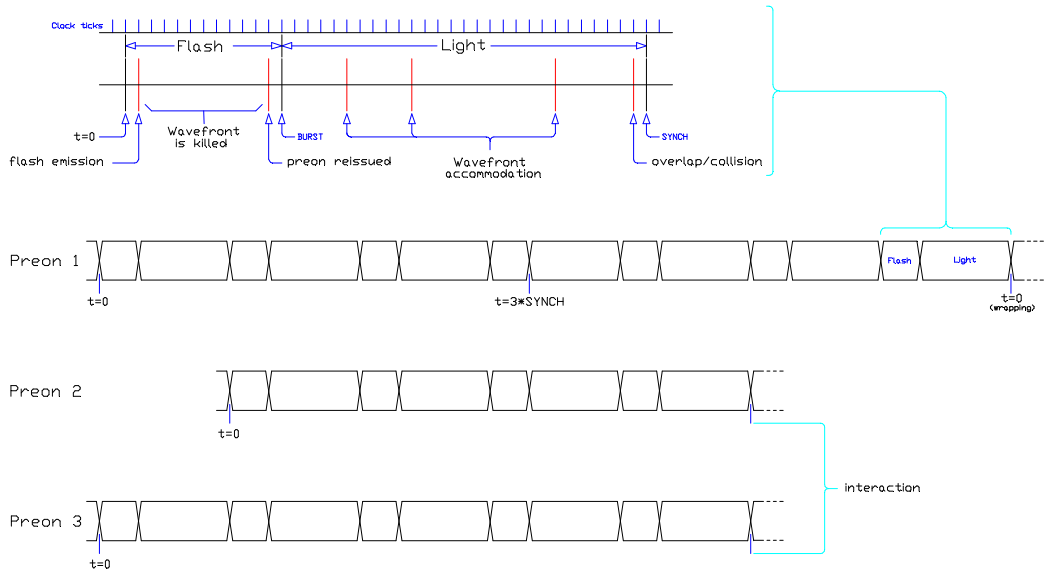 Clock ticks
Flash
Light
t=0
Wavefront
is killed
BURST
SYNCH
flash emission
preon reissued
Wavefront
accommodation
overlap/collision
Preon 1
Flash
Light
t=0
t=3*SYNCH
t=0
(wrapping)
Preon 2
t=0
interaction
Preon 3
t=0